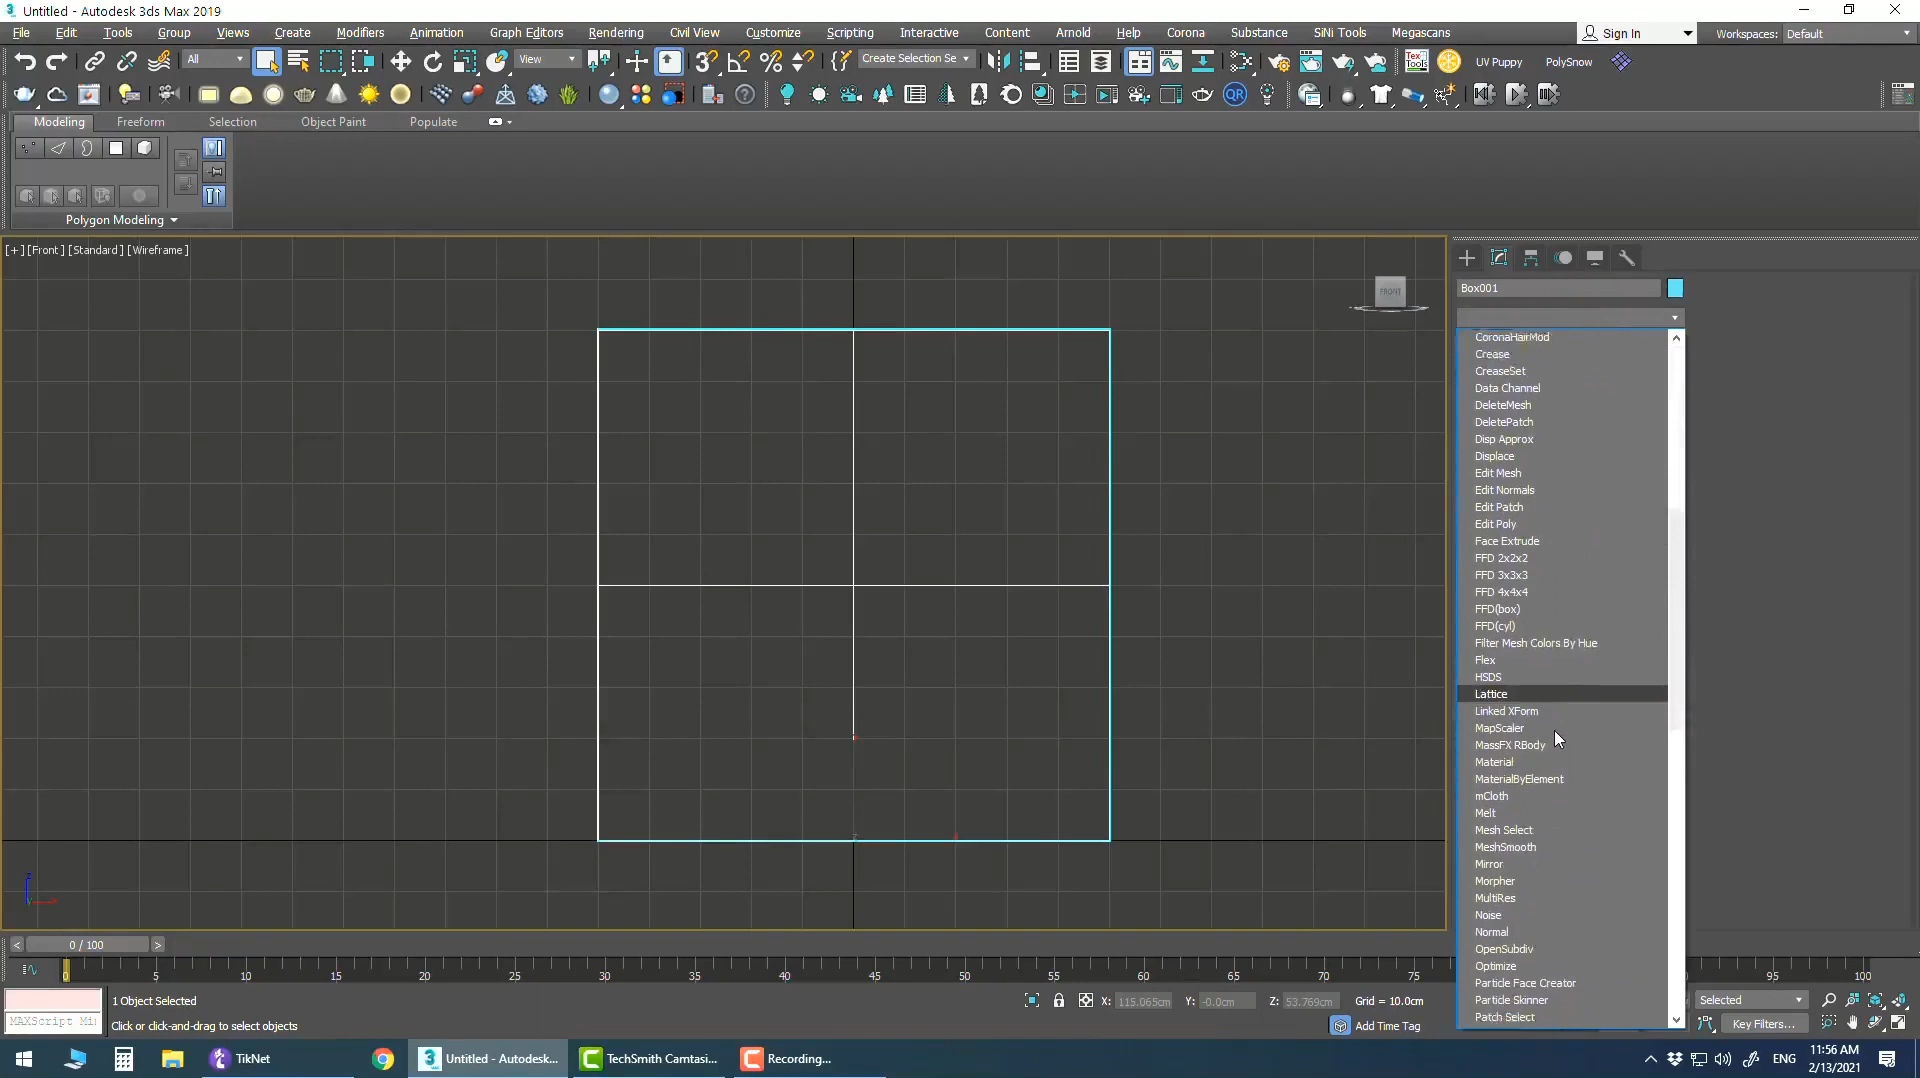 Untitled - Autodesk 3ds Max 2019
File Edit Tools Group Views Create Modifiers Animation Graph Editors Rendering Civil View Customize Scripting Interactive Content Arnold Help Corona Substance SiNi Tools Megascans
Sign In
Workspaces: Default
All
View
Create Selection Se
UV Puppy
PolySnow
Modeling Freeform Selection Object Paint Populate
Polygon Modeling
[+] [Front] [Standard] [Wireframe]
FRONT
Box001
CoronaHairMod
Crease
CreaseSet
Data Channel
DeleteMesh
DeletePatch
Disp Approx
Displace
Edit Mesh
Edit Normals
Edit Patch
Edit Poly
Face Extrude
FFD 2x2x2
FFD 3x3x3
FFD 4x4x4
FFD(box)
FFD(cyl)
Filter Mesh Colors By Hue
Flex
HSDS
Lattice
Linked XForm
MapScaler
MassFX RBody
Material
MaterialByElement
mCloth
Melt
Mesh Select
MeshSmooth
Mirror
Morpher
MultiRes
Noise
Normal
OpenSubdiv
Optimize
Particle Face Creator
Particle Skinner
Patch Select
< 0 / 100 >
0 5 10 15 20 25 30 35 40 45 50 55 60 65 70 75 95 100
1 Object Selected
X: 115.065cm Y: -0.0cm Z: 53.769cm Grid = 10.0cm
Selected
MAXScript Mi
Click or click-and-drag to select objects
Add Time Tag
Key Filters...
TikNet
Untitled - Autodesk...
TechSmith Camtasi...
Recording...
ENG
11:56 AM
2/13/2021